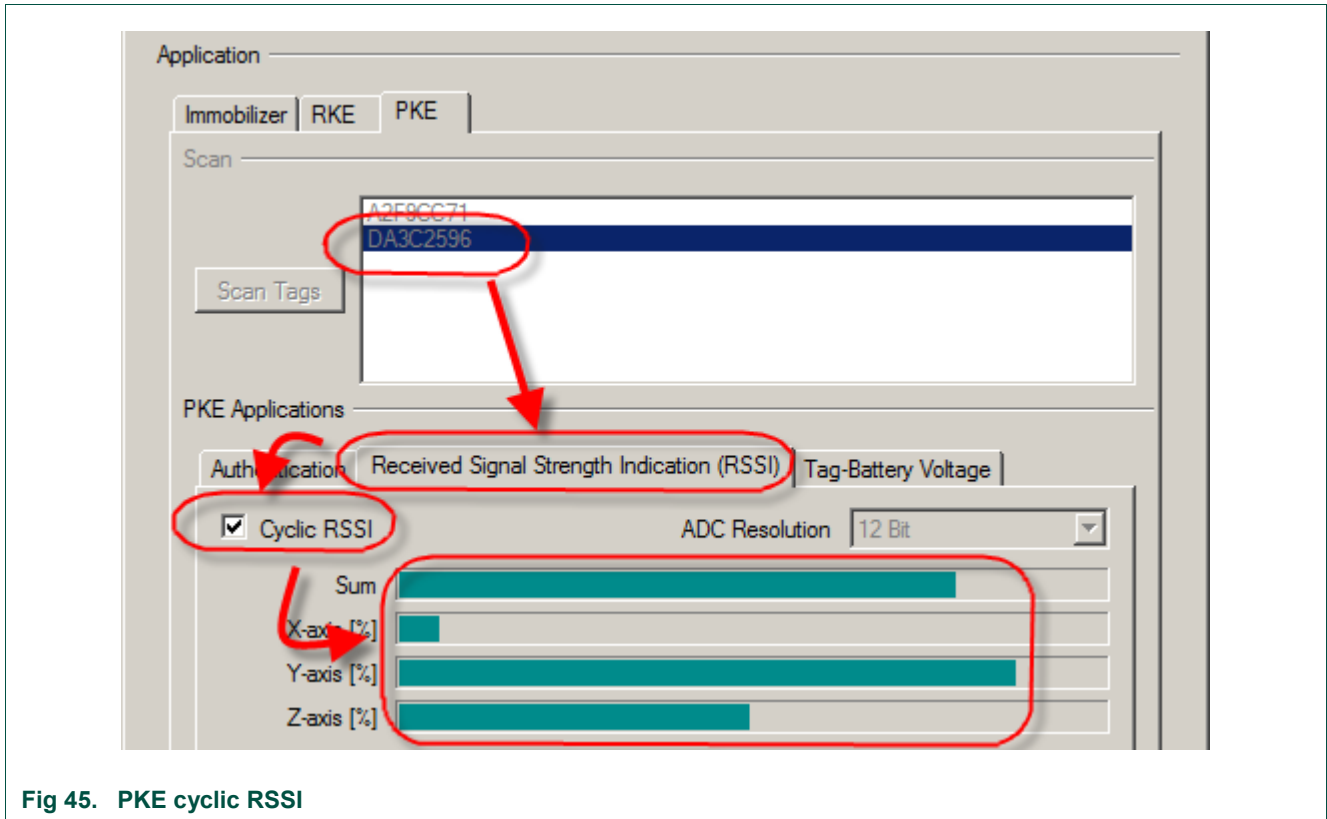 Application
Immobilizer RKE PKE
Scan
A2F9CC71
DA3C2596
Scan Tags
PKE Applications
Authentication Received Signal Strength Indication (RSSI) Tag-Battery Voltage
Cyclic RSSI ADC Resolution 12 Bit
Sum
X-axis [%]
Y-axis [%]
Z-axis [%]
Fig 45. PKE cyclic RSSI